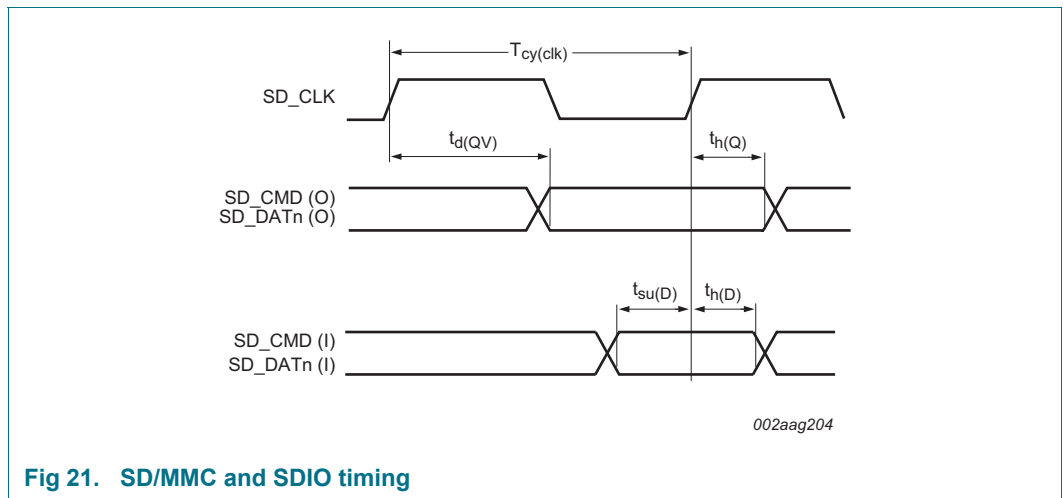 Tcy(clk)
SD_CLK
td(QV)
th(Q)
SD_CMD (O)
SD_DATn (O)
tsu(D)
th(D)
SD_CMD (I)
SD_DATn (I)
002aag204
Fig 21. SD/MMC and SDIO timing